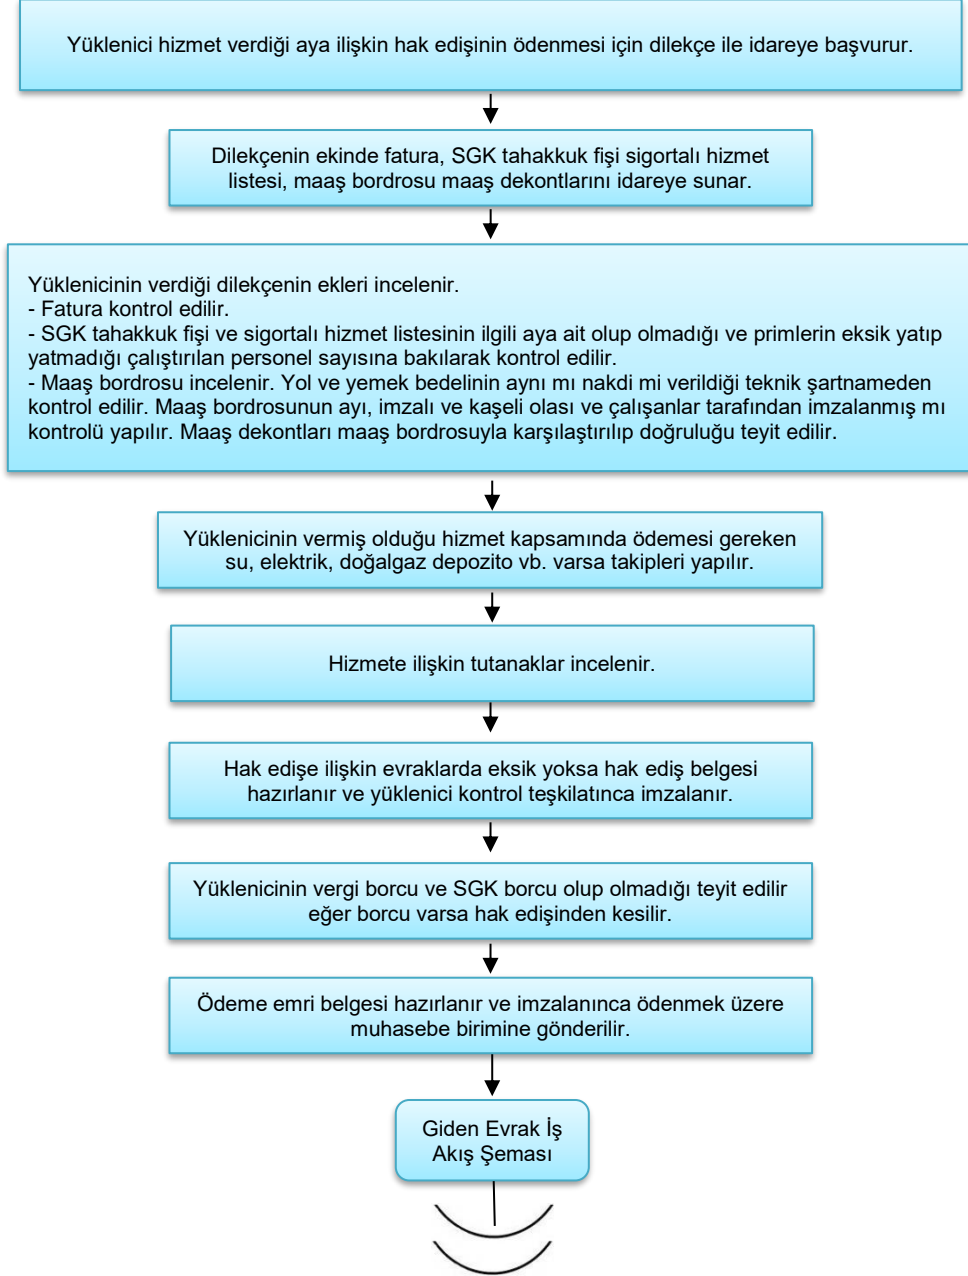 Yüklenici hizmet verdiği aya ilişkin hak edişinin ödenmesi için dilekçe ile idareye başvurur.
Dilekçenin ekinde fatura, SGK tahakkuk fişi sigortalı hizmet
listesi, maaş bordrosu maaş dekontlarını idareye sunar.
Yüklenicinin verdiği dilekçenin ekleri incelenir.
- Fatura kontrol edilir.
- SGK tahakkuk fişi ve sigortalı hizmet listesinin ilgili aya ait olup olmadığı ve primlerin eksik yatıp
yatmadığı çalıştırılan personel sayısına bakılarak kontrol edilir.
- Maaş bordrosu incelenir. Yol ve yemek bedelinin aynı mı nakdi mi verildiği teknik şartnameden
kontrol edilir. Maaş bordrosunun ayı, imzalı ve kaşeli olası ve çalışanlar tarafından imzalanmış mı
kontrolü yapılır. Maaş dekontları maaş bordrosuyla karşılaştırılıp doğruluğu teyit edilir.
Yüklenicinin vermiş olduğu hizmet kapsamında ödemesi gereken
su, elektrik, doğalgaz depozito vb. varsa takipleri yapılır.
Hizmete ilişkin tutanaklar incelenir.
Hak edişe ilişkin evraklarda eksik yoksa hak ediş belgesi
hazırlanır ve yüklenici kontrol teşkilatınca imzalanır.
Yüklenicinin vergi borcu ve SGK borcu olup olmadığı teyit edilir
eğer borcu varsa hak edişinden kesilir.
Ödeme emri belgesi hazırlanır ve imzalanınca ödenmek üzere
muhasebe birimine gönderilir.
Giden Evrak İş
Akış Şeması